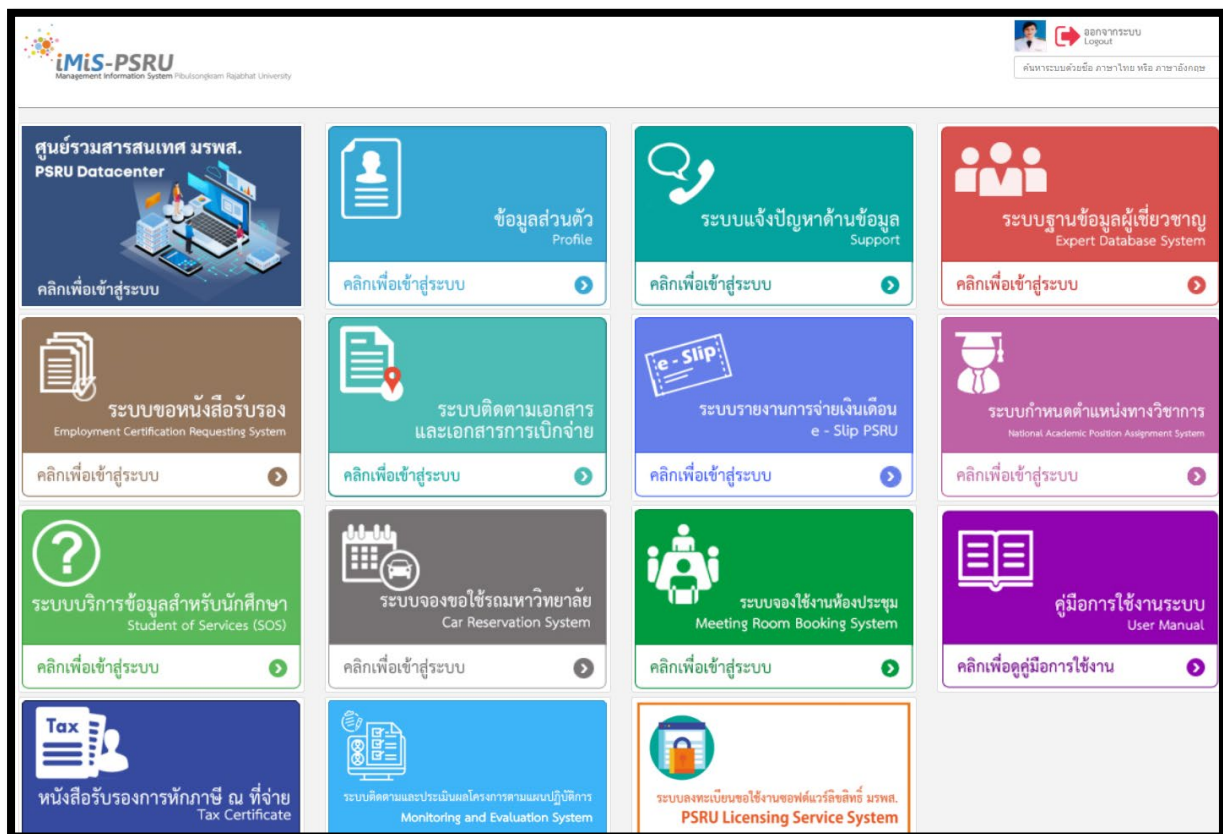 iMiS-PSRU
Management Information System Pibulsongkram Rajabhat University
ออกจากระบบ
Logout
ค้นหาระบบด้วยชื่อ ภาษาไทย หรือ ภาษาอังกฤษ
ศูนย์รวมสารสนเทศ มรพส.
PSRU Datacenter
คลิกเพื่อเข้าสู่ระบบ
ข้อมูลส่วนตัว
Profile
คลิกเพื่อเข้าสู่ระบบ
ระบบแจ้งปัญหาด้านข้อมูล
Support
คลิกเพื่อเข้าสู่ระบบ
ระบบฐานข้อมูลผู้เชี่ยวชาญ
Expert Database System
คลิกเพื่อเข้าสู่ระบบ
ระบบขอหนังสือรับรอง
Employment Certification Requesting System
คลิกเพื่อเข้าสู่ระบบ
ระบบติดตามเอกสาร
และเอกสารการเบิกจ่าย
คลิกเพื่อเข้าสู่ระบบ
e - Slip
ระบบรายงานการจ่ายเงินเดือน
e - Slip PSRU
คลิกเพื่อเข้าสู่ระบบ
ระบบกำหนดตำแหน่งทางวิชาการ
National Academic Position Assignment System
คลิกเพื่อเข้าสู่ระบบ
ระบบบริการข้อมูลสำหรับนักศึกษา
Student of Services (SOS)
คลิกเพื่อเข้าสู่ระบบ
ระบบจองขอใช้รถมหาวิทยาลัย
Car Reservation System
คลิกเพื่อเข้าสู่ระบบ
ระบบจองใช้งานห้องประชุม
Meeting Room Booking System
คลิกเพื่อเข้าสู่ระบบ
คู่มือการใช้งานระบบ
User Manual
คลิกเพื่อดูคู่มือการใช้งาน
Tax
หนังสือรับรองการหักภาษี ณ ที่จ่าย
Tax Certificate
ระบบติดตามและประเมินผลโครงการตามแผนปฏิบัติการ
Monitoring and Evaluation System
ระบบลงทะเบียนขอใช้งานซอฟต์แวร์ลิขสิทธิ์ มรพส.
PSRU Licensing Service System